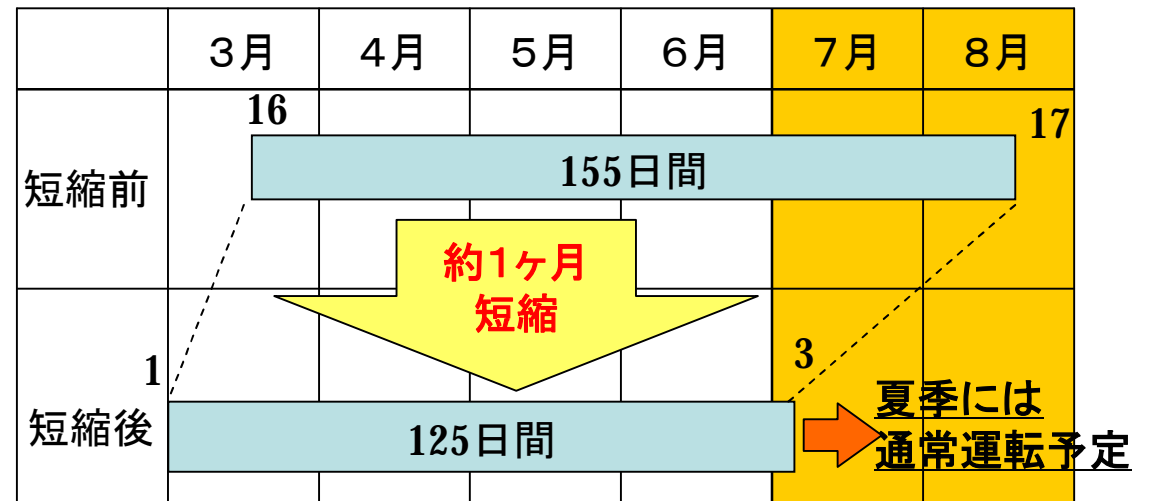 3月 4月 5月 6月 7月 8月
16 17
短縮前 155日間
約1ヶ月
短縮
1 3
短縮後 125日間
夏季には
通常運転予定